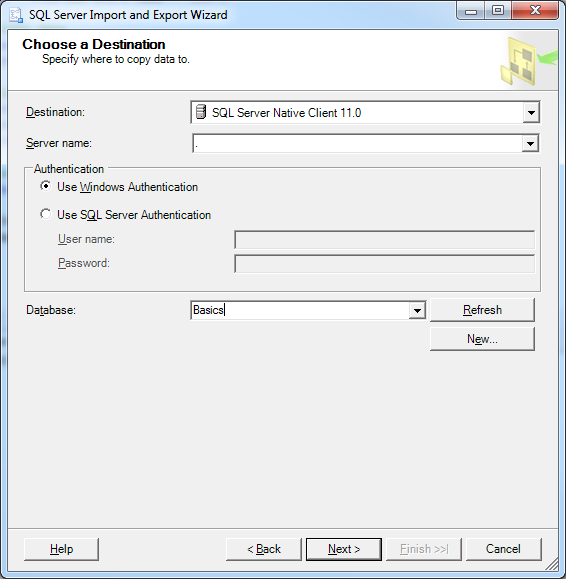 SQL Server Import and Export Wizard
Choose a Destination
Specify where to copy data to.
Destination: SQL Server Native Client 11.0
Server name: .
Authentication
Use Windows Authentication
Use SQL Server Authentication
User name:
Password:
Database: Basics Refresh
New...
Help < Back Next > Finish >>| Cancel